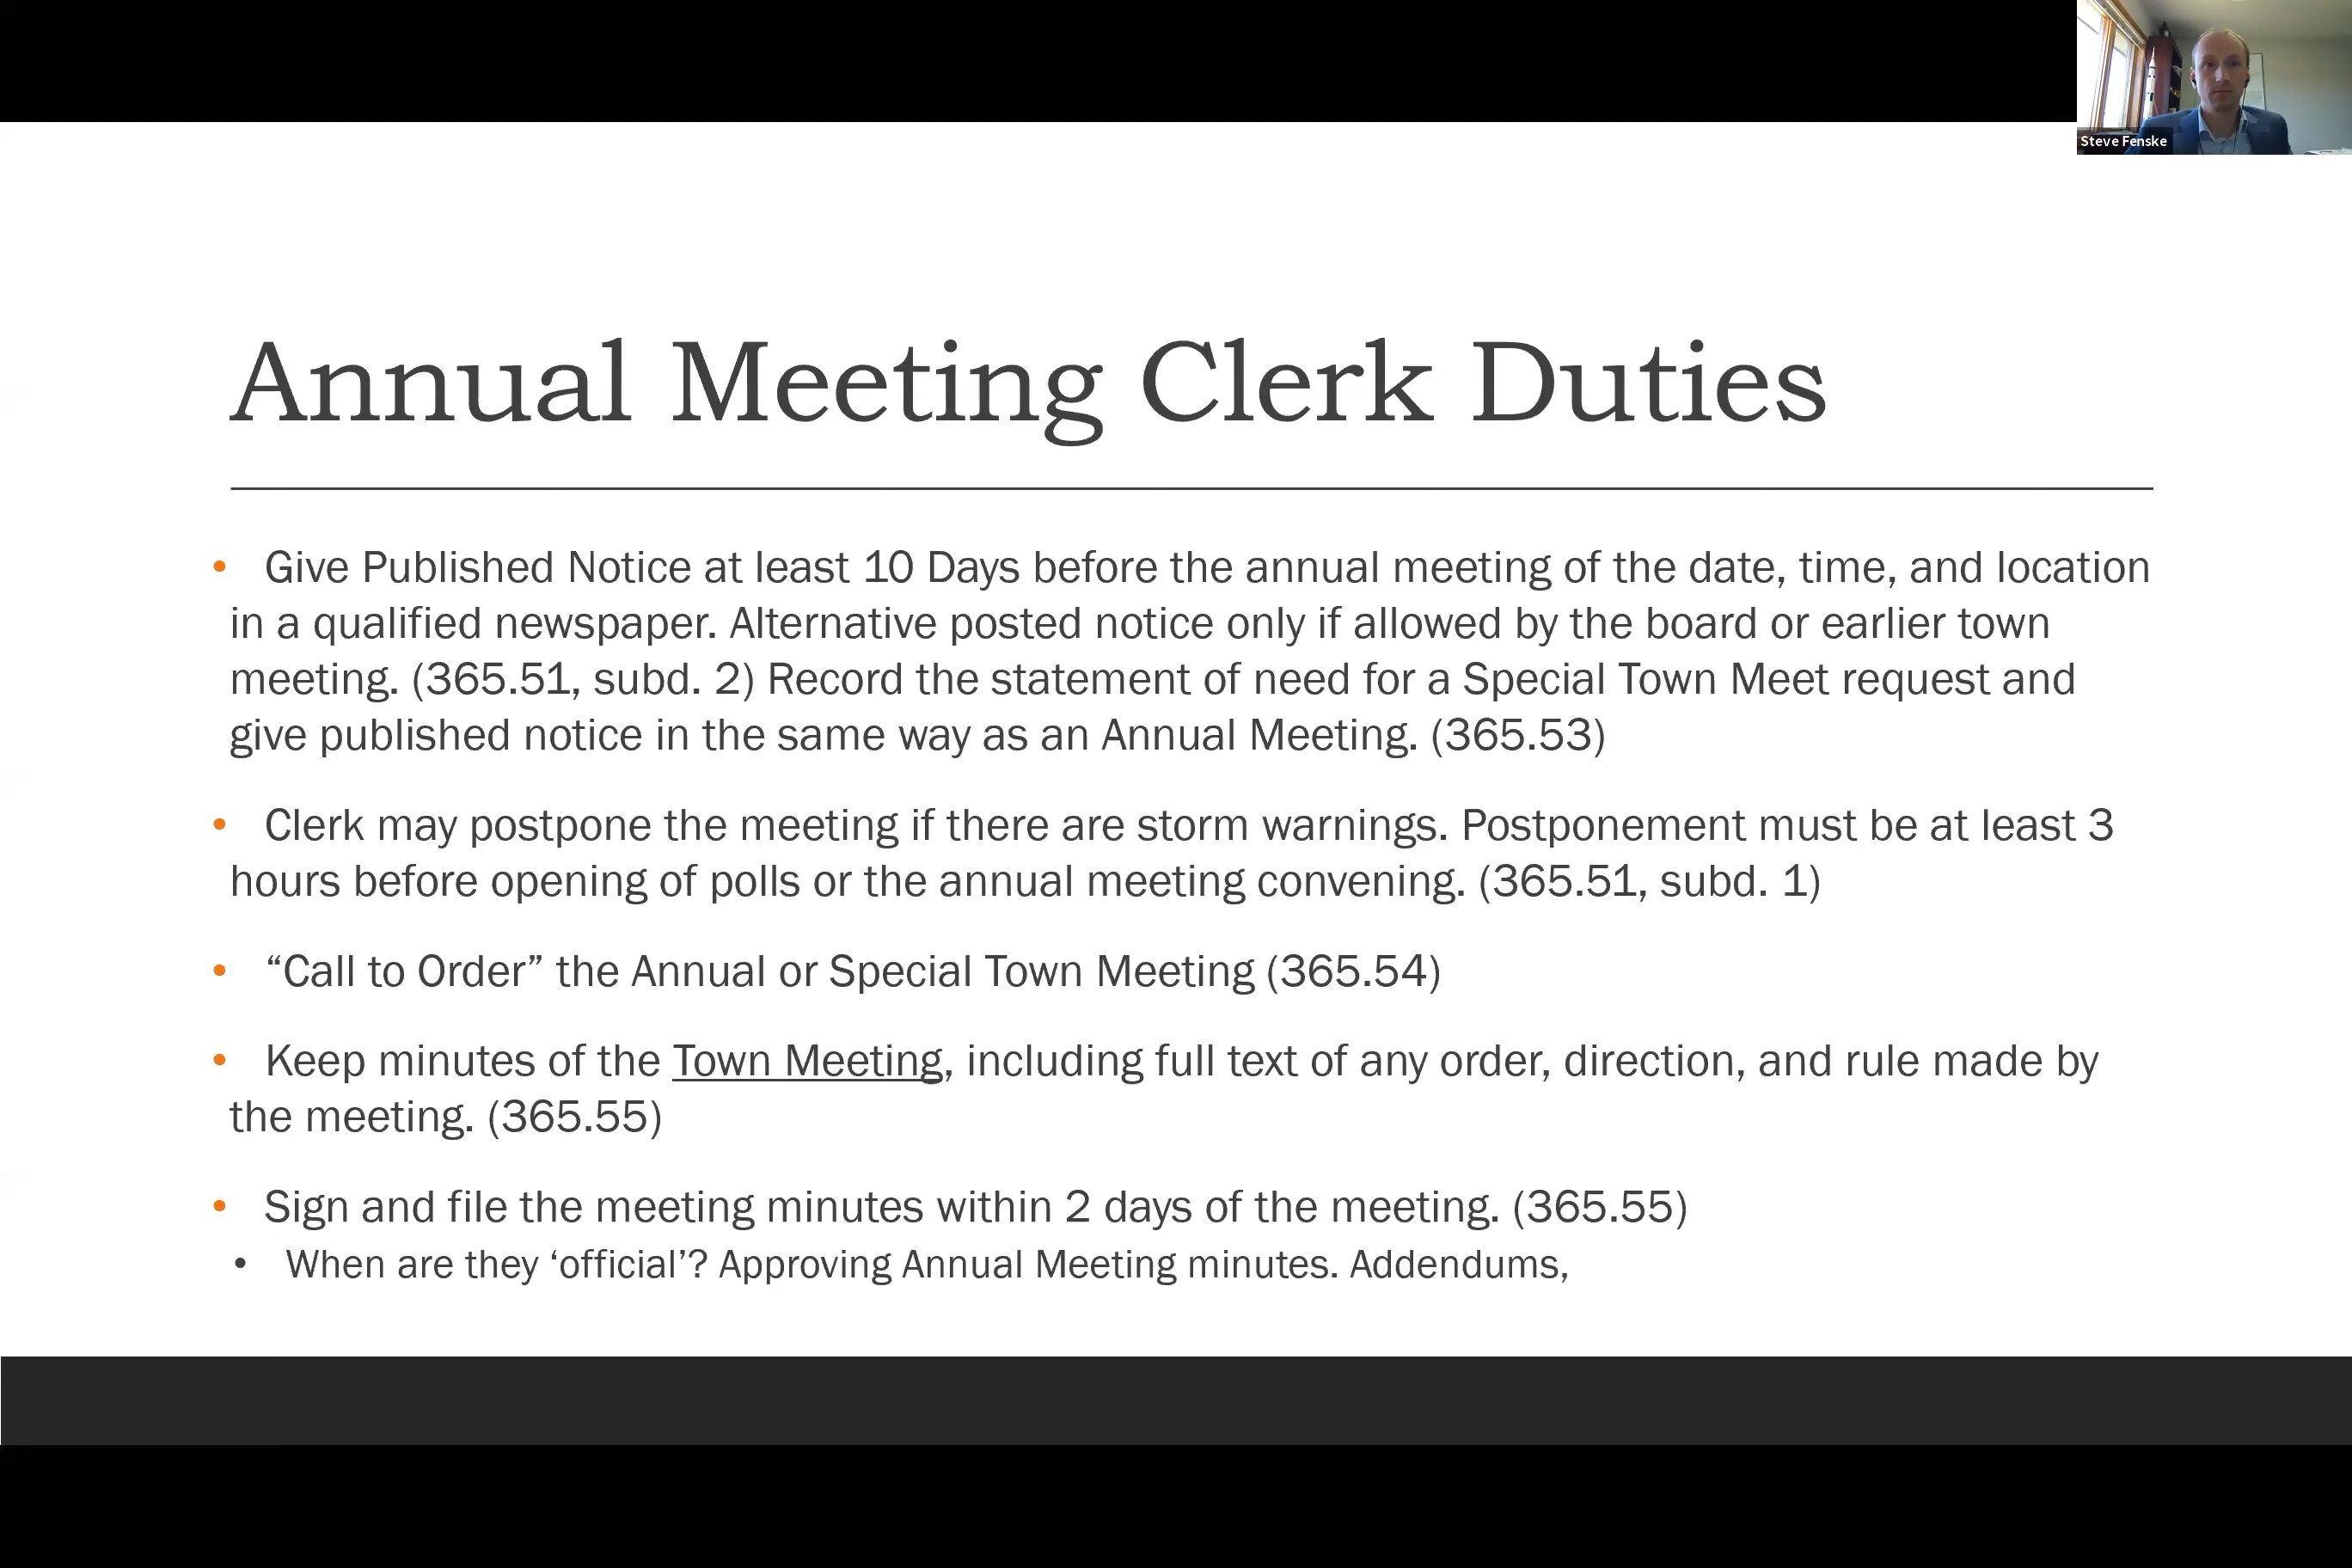 Steve Fenske
Annual Meeting Clerk Duties
• Give Published Notice at least 10 Days before the annual meeting of the date, time, and location
in a qualified newspaper. Alternative posted notice only if allowed by the board or earlier town
meeting. (365.51, subd. 2) Record the statement of need for a Special Town Meet request and
give published notice in the same way as an Annual Meeting. (365.53)
• Clerk may postpone the meeting if there are storm warnings. Postponement must be at least 3
hours before opening of polls or the annual meeting convening. (365.51, subd. 1)
• “Call to Order” the Annual or Special Town Meeting (365.54)
• Keep minutes of the Town Meeting, including full text of any order, direction, and rule made by
the meeting. (365.55)
• Sign and file the meeting minutes within 2 days of the meeting. (365.55)
• When are they ‘official’? Approving Annual Meeting minutes. Addendums,